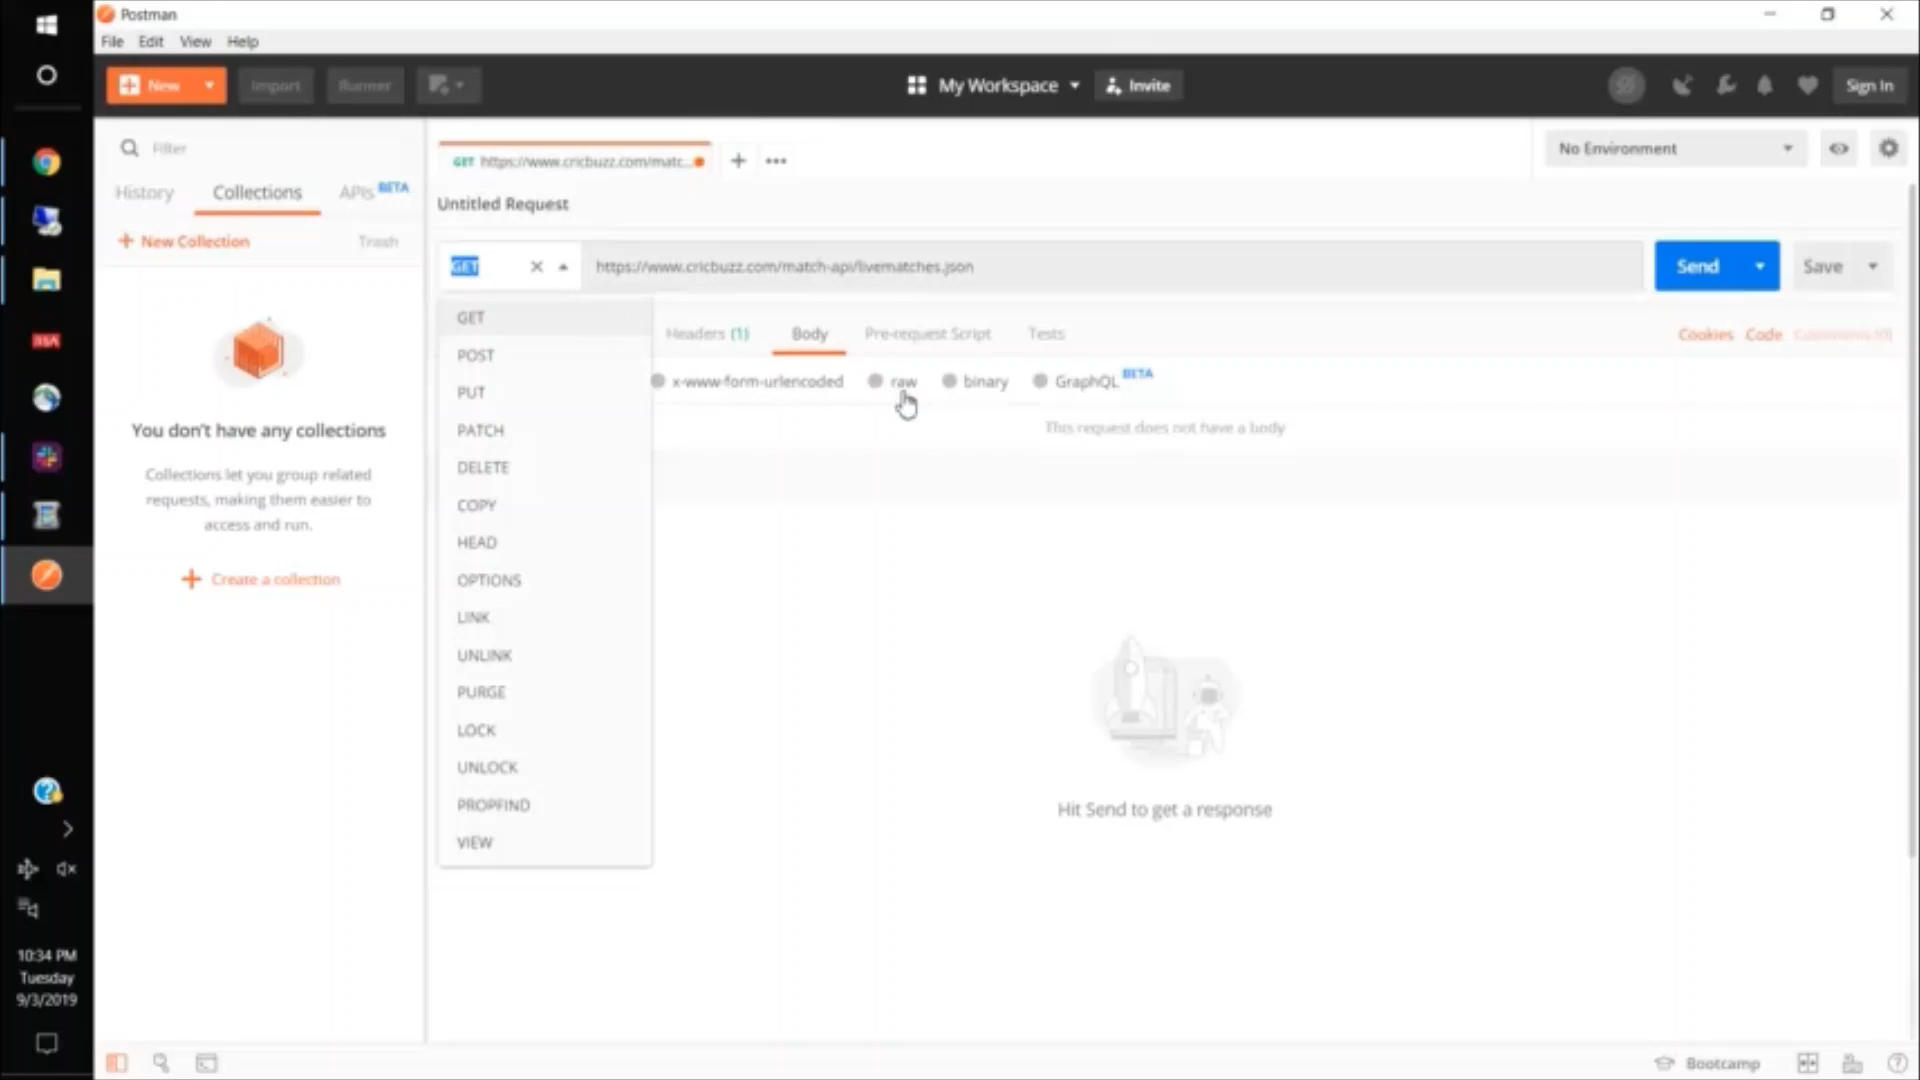 Postman
File Edit View Help
New
Import
Runner
My Workspace
Invite
Sign In
Filter
History
Collections
APIs BETA
New Collection
Trash
You don't have any collections
Collections let you group related
requests, making them easier to
access and run.
Create a collection
GET https://www.cricbuzz.com/matc...
No Environment
Untitled Request
GET
https://www.cricbuzz.com/match-api/livematches.json
Send
Save
Headers (1)
Body
Pre-request Script
Tests
Cookies
Code
Comments (0)
x-www-form-urlencoded
raw
binary
GraphQL BETA
This request does not have a body
GET
POST
PUT
PATCH
DELETE
COPY
HEAD
OPTIONS
LINK
UNLINK
PURGE
LOCK
UNLOCK
PROPFIND
VIEW
Hit Send to get a response
10:34 PM
Tuesday
9/3/2019
Bootcamp